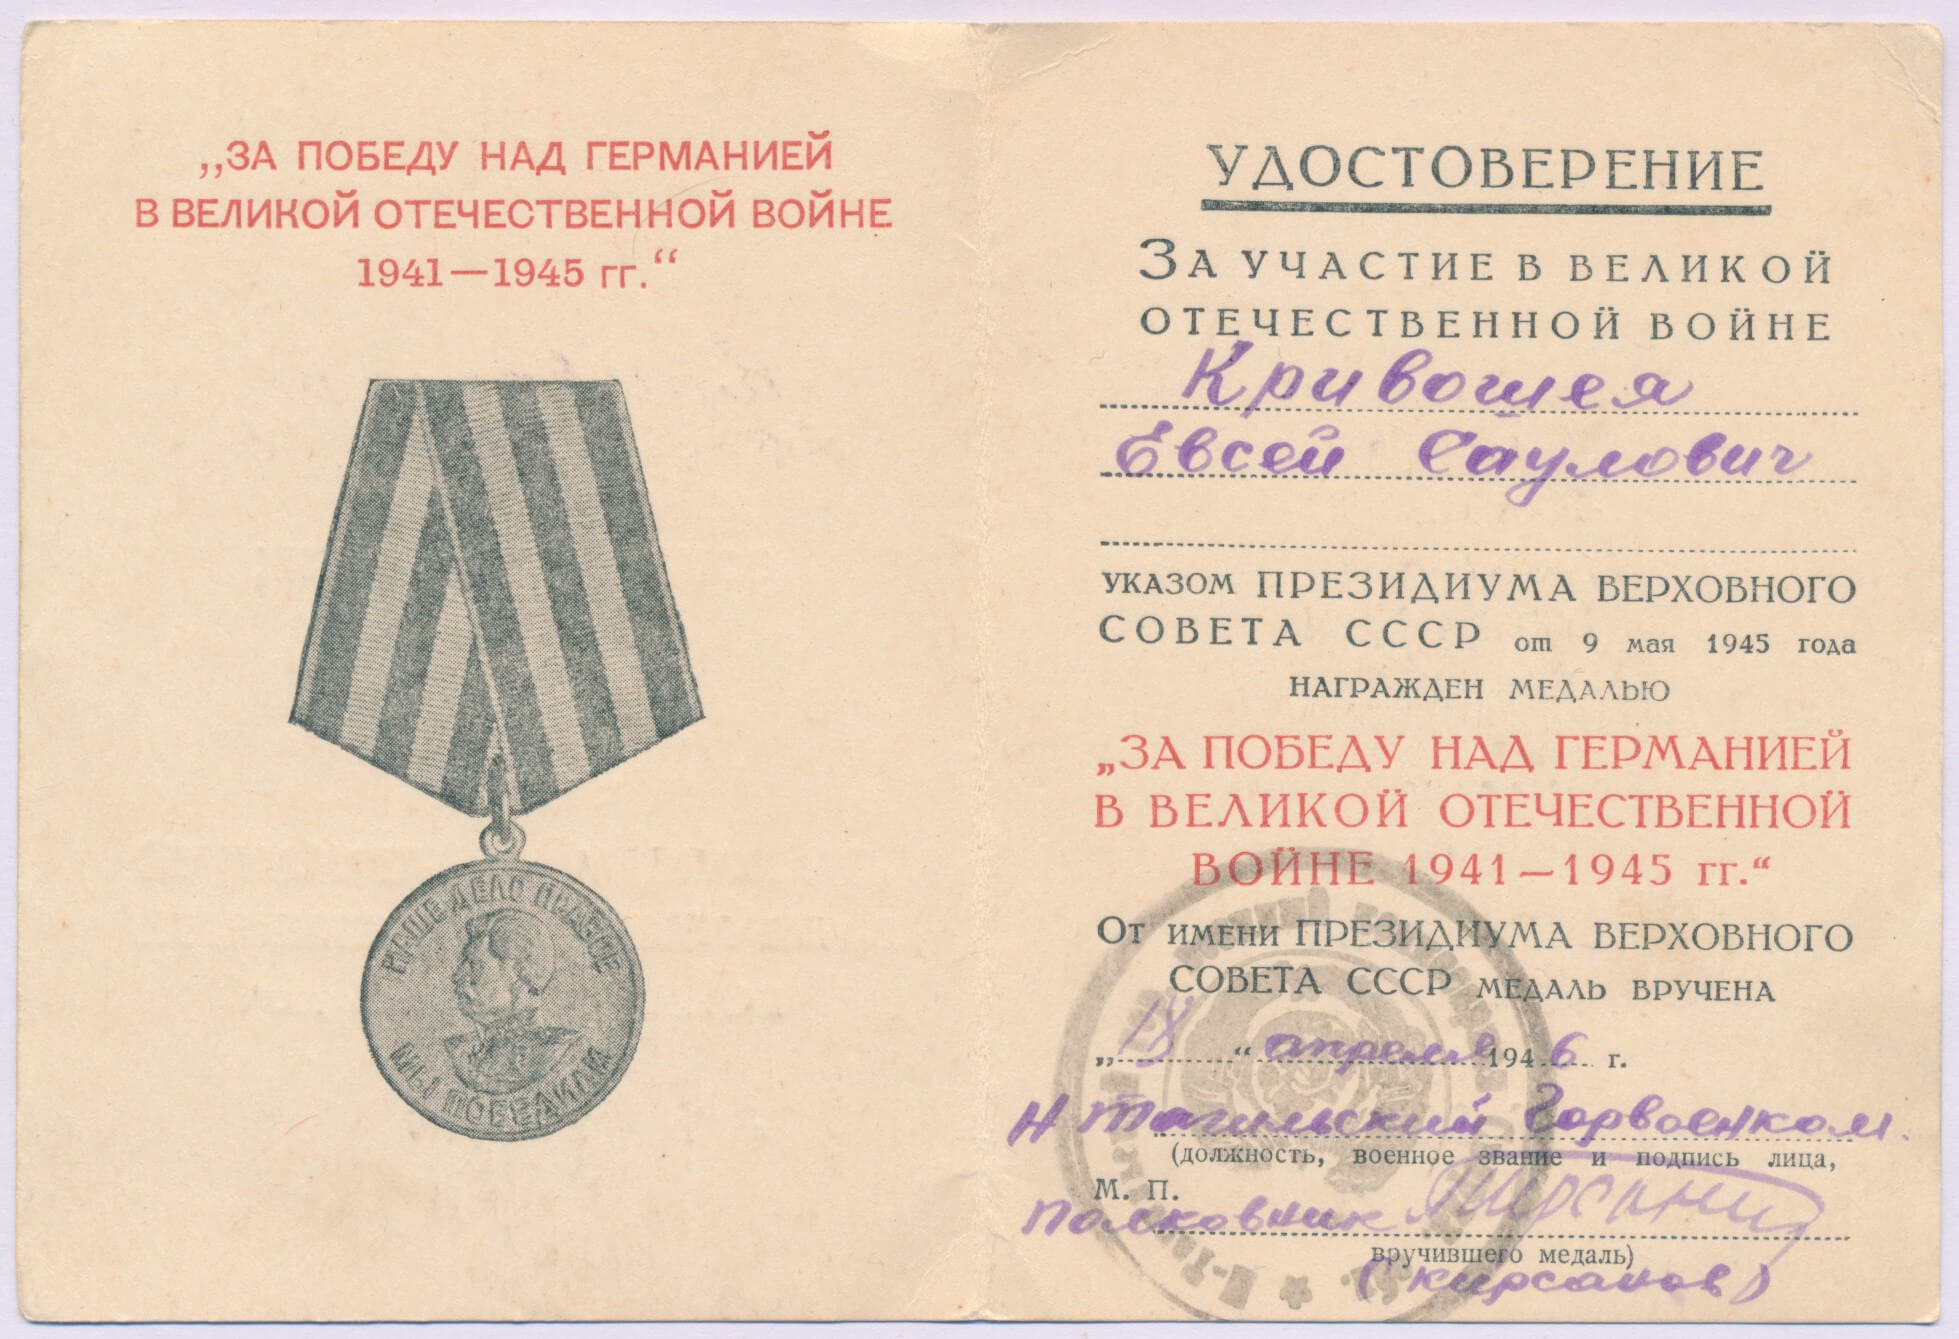 „ЗА ПОБЕДУ НАД ГЕРМАНИЕЙ
В ВЕЛИКОЙ ОТЕЧЕСТВЕННОЙ ВОЙНЕ
1941—1945 гг.“
НАШЕ ДЕЛО ПРАВОЕ
МЫ ПОБЕДИЛИ
УДОСТОВЕРЕНИЕ
ЗА УЧАСТИЕ В ВЕЛИКОЙ
ОТЕЧЕСТВЕННОЙ ВОЙНЕ
Кривошея
Евсей Саулович
УКАЗОМ ПРЕЗИДИУМА ВЕРХОВНОГО
СОВЕТА СССР от 9 мая 1945 года
НАГРАЖДЕН МЕДАЛЬЮ
„ЗА ПОБЕДУ НАД ГЕРМАНИЕЙ
В ВЕЛИКОЙ ОТЕЧЕСТВЕННОЙ
ВОЙНЕ 1941—1945 гг.“
ОТ ИМЕНИ ПРЕЗИДИУМА ВЕРХОВНОГО
СОВЕТА СССР МЕДАЛЬ ВРУЧЕНА
„18“ апреля 1946 г.
Н Тагильский Горвоенком.
(должность, военное звание и подпись лица,
М. П.
Полковник Кирсанов
вручившего медаль)
(Кирсанов)